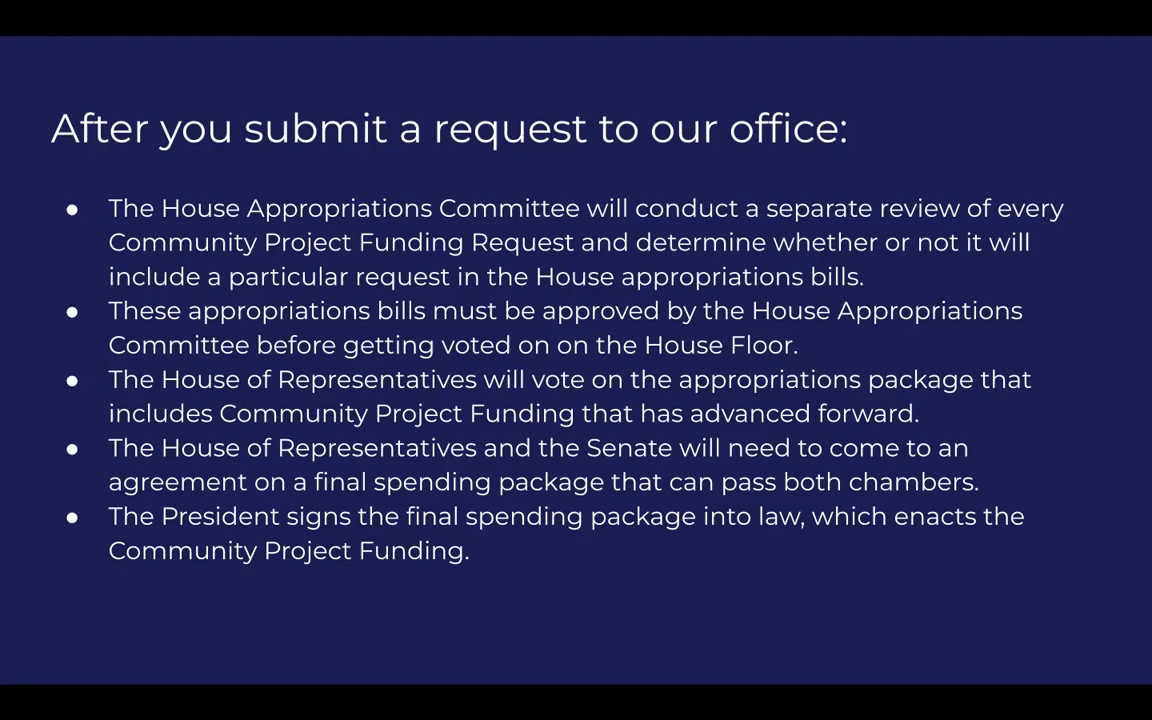 After you submit a request to our office:
● The House Appropriations Committee will conduct a separate review of every
Community Project Funding Request and determine whether or not it will
include a particular request in the House appropriations bills.
● These appropriations bills must be approved by the House Appropriations
Committee before getting voted on on the House Floor.
● The House of Representatives will vote on the appropriations package that
includes Community Project Funding that has advanced forward.
● The House of Representatives and the Senate will need to come to an
agreement on a final spending package that can pass both chambers.
● The President signs the final spending package into law, which enacts the
Community Project Funding.